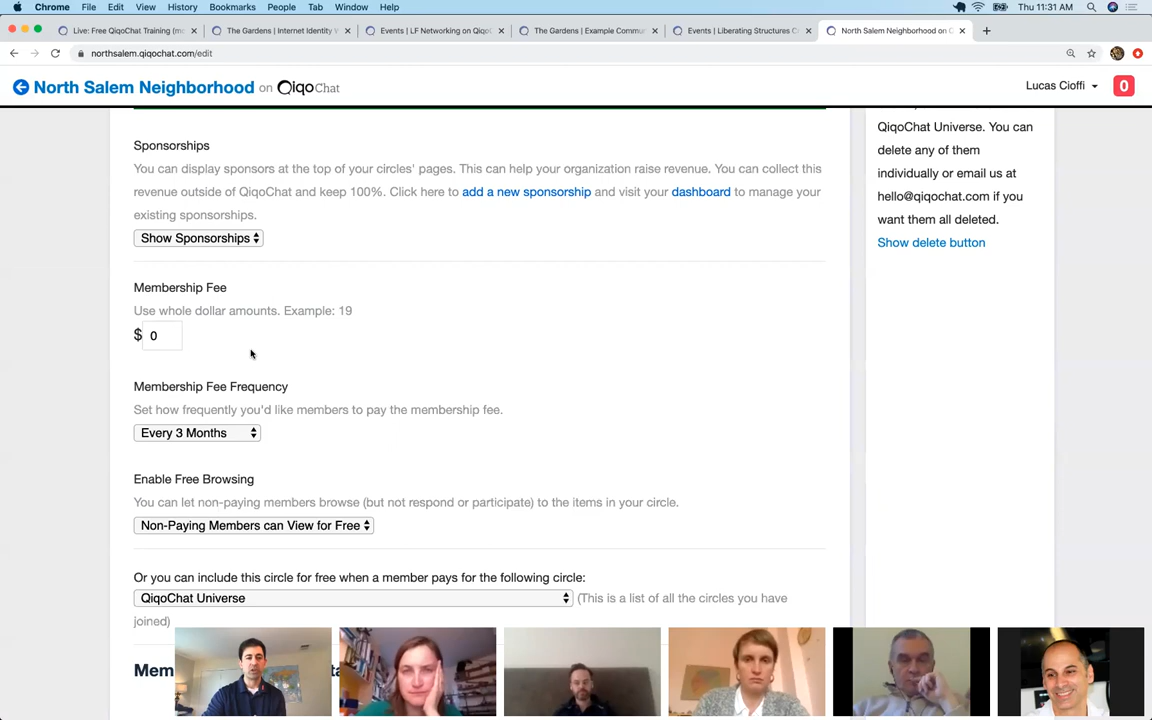 Chrome File Edit View History Bookmarks People Tab Window Help Thu 11:31 AM
Live: Free QiqoChat Training (m The Gardens | Internet Identity W Events | LF Networking on QiqoC The Gardens | Example Commu Events | Liberating Structures C North Salem Neighborhood on Q
northsalem.qiqochat.com/edit
North Salem Neighborhood on QiqoChat Lucas Cioffi 0
Sponsorships
You can display sponsors at the top of your circles' pages. This can help your organization raise revenue. You can collect this
revenue outside of QiqoChat and keep 100%. Click here to add a new sponsorship and visit your dashboard to manage your
existing sponsorships.
Show Sponsorships
Membership Fee
Use whole dollar amounts. Example: 19
$ 0
Membership Fee Frequency
Set how frequently you'd like members to pay the membership fee.
Every 3 Months
Enable Free Browsing
You can let non-paying members browse (but not respond or participate) to the items in your circle.
Non-Paying Members can View for Free
Or you can include this circle for free when a member pays for the following circle:
QiqoChat Universe (This is a list of all the circles you have
joined)
Mem
QiqoChat Universe. You can
delete any of them
individually or email us at
hello@qiqochat.com if you
want them all deleted.
Show delete button